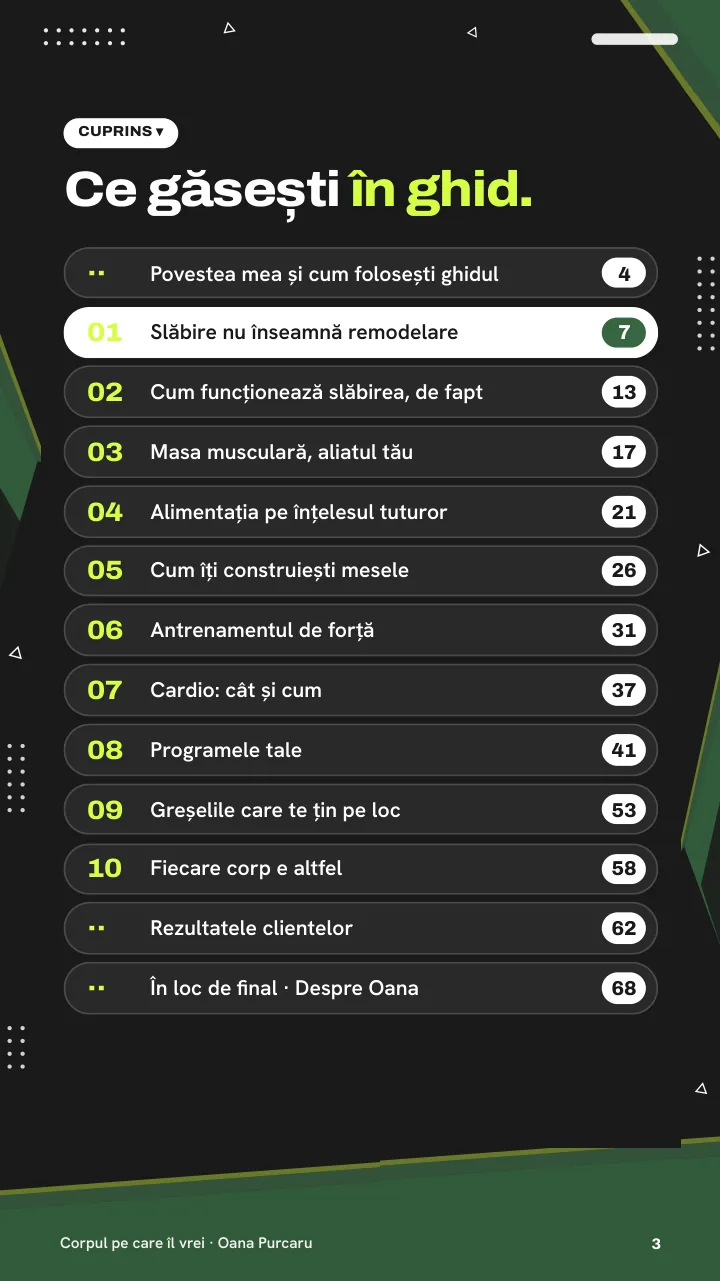 CUPRINS ▾
Ce găsești în ghid.
·· Povestea mea și cum folosești ghidul 4
01 Slăbire nu înseamnă remodelare 7
02 Cum funcționează slăbirea, de fapt 13
03 Masa musculară, aliatul tău 17
04 Alimentația pe înțelesul tuturor 21
05 Cum îți construiești mesele 26
06 Antrenamentul de forță 31
07 Cardio: cât și cum 37
08 Programele tale 41
09 Greșelile care te țin pe loc 53
10 Fiecare corp e altfel 58
·· Rezultatele clientelor 62
·· În loc de final · Despre Oana 68
Corpul pe care îl vrei · Oana Purcaru 3